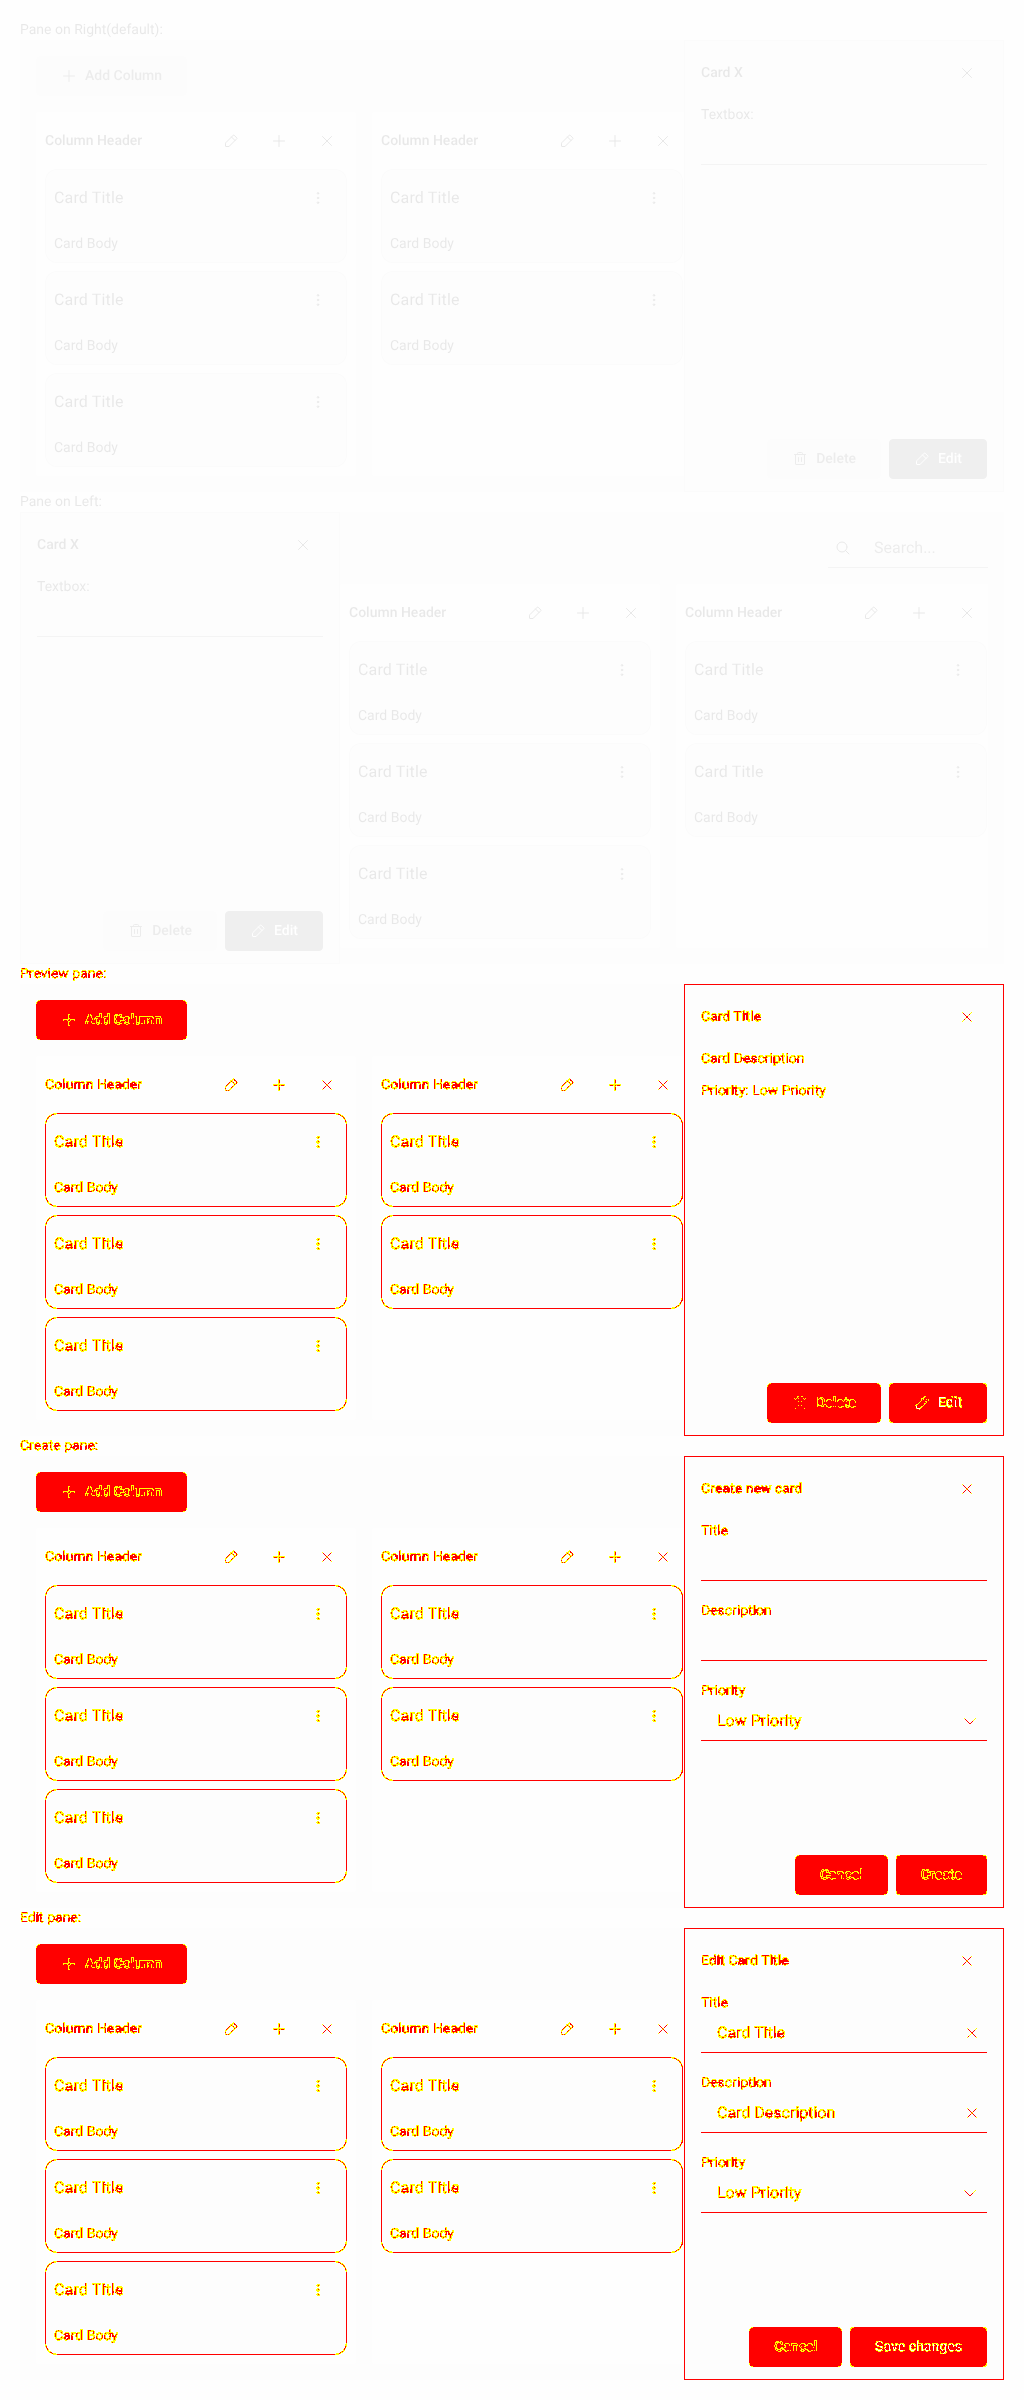 Pane on Right(default):
Add Column
Card X
Textbox:
Column Header
Column Header
Card Title
Card Title
Card Body
Card Body
Card Title
Card Title
Card Body
Card Body
Card Title
Card Body
Delete
Edit
Pane on Left:
Card X
Search...
Textbox:
Column Header
Column Header
Card Title
Card Title
Card Body
Card Body
Card Title
Card Title
Card Body
Card Body
Card Title
Card Body
Delete
Edit
Preview pane:
Add Column
Card Title
Card Description
Priority: Low Priority
Column Header
Column Header
Card Title
Card Title
Card Body
Card Body
Card Title
Card Title
Card Body
Card Body
Card Title
Card Body
Delete
Edit
Create pane:
Add Column
Create new card
Title
Column Header
Column Header
Card Title
Card Title
Description
Card Body
Card Body
Priority
Low Priority
Card Title
Card Title
Card Body
Card Body
Card Title
Card Body
Cancel
Create
Edit pane:
Add Column
Edit Card Title
Title
Card Title
Column Header
Column Header
Card Title
Card Title
Description
Card Description
Card Body
Card Body
Priority
Low Priority
Card Title
Card Title
Card Body
Card Body
Card Title
Card Body
Cancel
Save changes